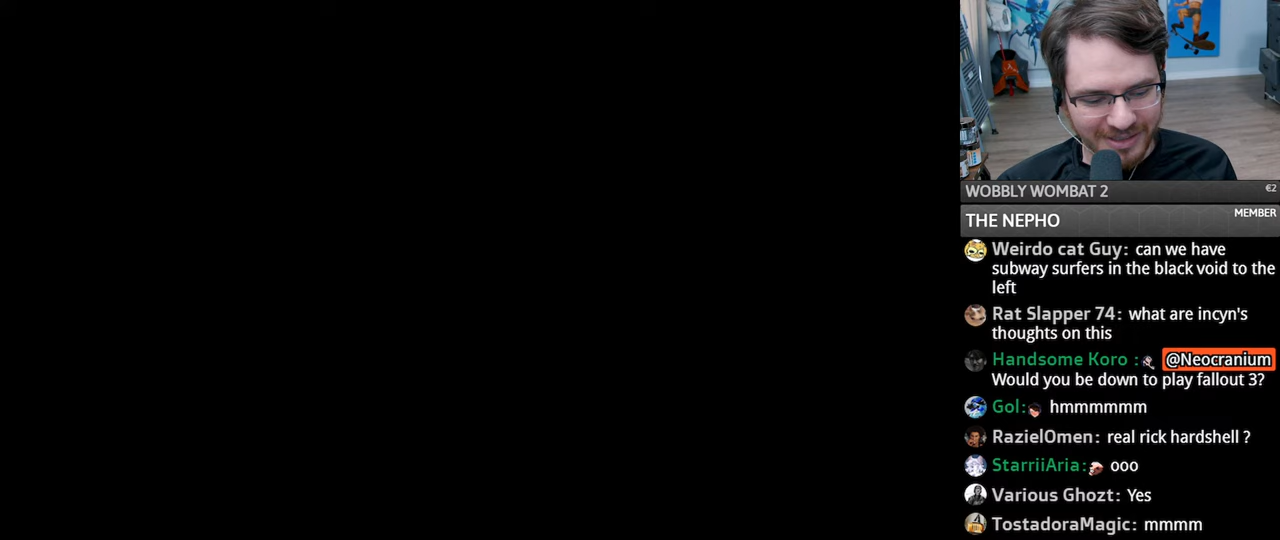 WOBBLY WOMBAT 2 €2
THE NEPHO MEMBER
Weirdo cat Guy: can we have
subway surfers in the black void to the
left
Rat Slapper 74: what are incyn's
thoughts on this
Handsome Koro : @Neocranium
Would you be down to play fallout 3?
Gol: hmmmmmm
RazielOmen: real rick hardshell ?
StarriiAria: ooo
Various Ghozt: Yes
TostadoraMagic: mmmm